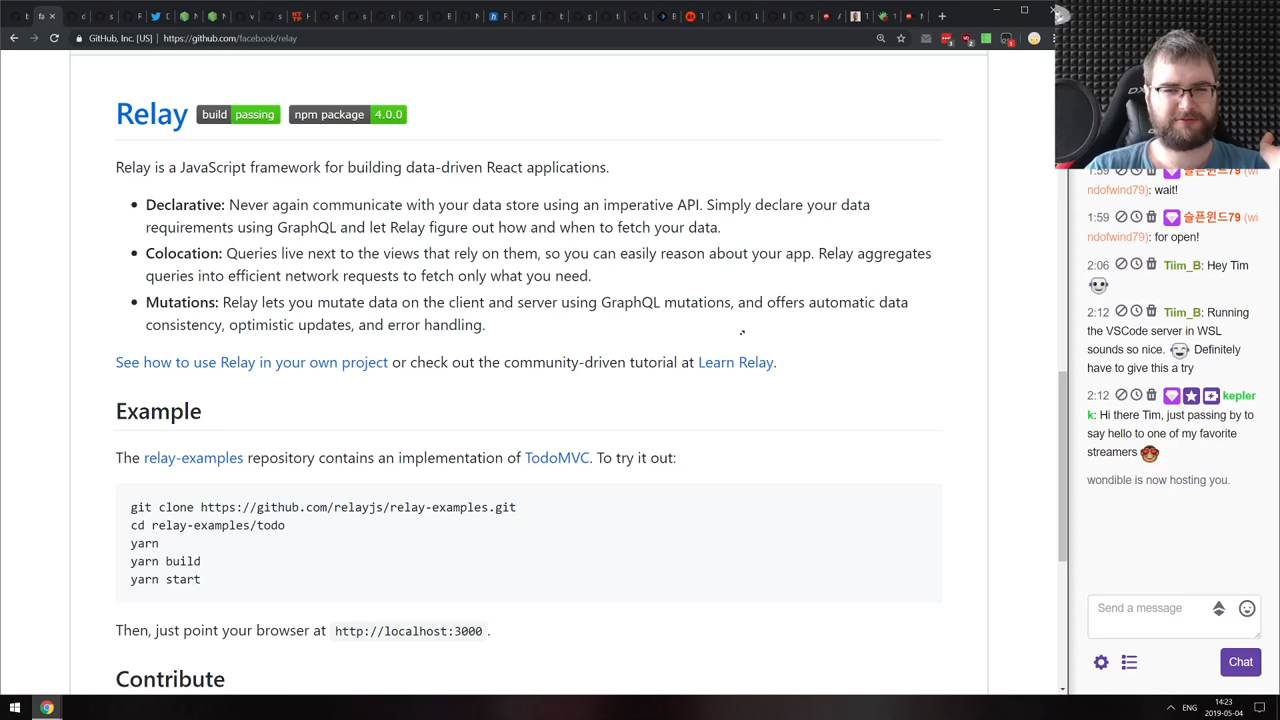 GitHub, Inc. [US]
https://github.com/facebook/relay
Relay build passing npm package 4.0.0
Relay is a JavaScript framework for building data-driven React applications.
Declarative: Never again communicate with your data store using an imperative API. Simply declare your data
requirements using GraphQL and let Relay figure out how and when to fetch your data.
Colocation: Queries live next to the views that rely on them, so you can easily reason about your app. Relay aggregates
queries into efficient network requests to fetch only what you need.
Mutations: Relay lets you mutate data on the client and server using GraphQL mutations, and offers automatic data
consistency, optimistic updates, and error handling.
See how to use Relay in your own project or check out the community-driven tutorial at Learn Relay.
Example
The relay-examples repository contains an implementation of TodoMVC. To try it out:
git clone https://github.com/relayjs/relay-examples.git
cd relay-examples/todo
yarn
yarn build
yarn start
Then, just point your browser at http://localhost:3000 .
Contribute
1:59 슬픈윈드79 (wi
ndofwind79): wait!
1:59 슬픈윈드79 (wi
ndofwind79): for open!
2:06 Tiim_B: Hey Tim
2:12 Tiim_B: Running
the VSCode server in WSL
sounds so nice. Definitely
have to give this a try
2:12 kepler
k: Hi there Tim, just passing by to
say hello to one of my favorite
streamers
wondible is now hosting you.
Send a message
Chat
ENG
14:23
2019-05-04